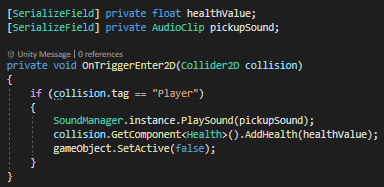 [SerializeField] private float healthValue;
[SerializeField] private AudioClip pickupSound;
Unity Message | 0 references
private void OnTriggerEnter2D(Collider2D collision)
{
if (collision.tag == "Player")
{
SoundManager.instance.PlaySound(pickupSound);
collision.GetComponent<Health>().AddHealth(healthValue);
gameObject.SetActive(false);
}
}